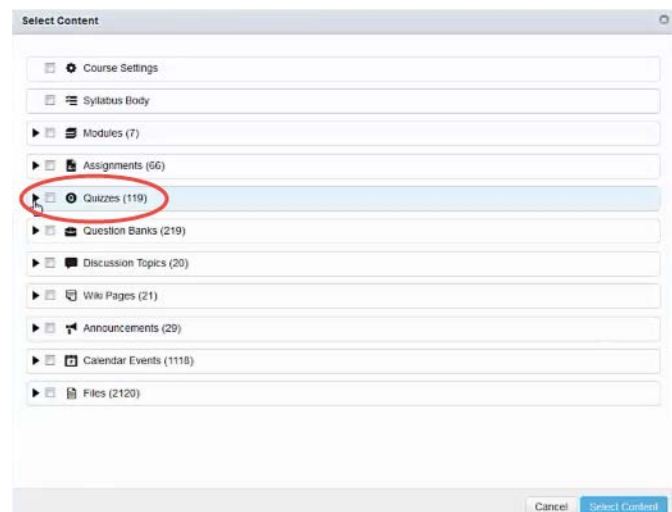 Select Content
Course Settings
Syllabus Body
Modules (7)
Assignments (66)
Quizzes (119)
Question Banks (219)
Discussion Topics (20)
Wiki Pages (21)
Announcements (29)
Calendar Events (1118)
Files (2120)
Cancel Select Content